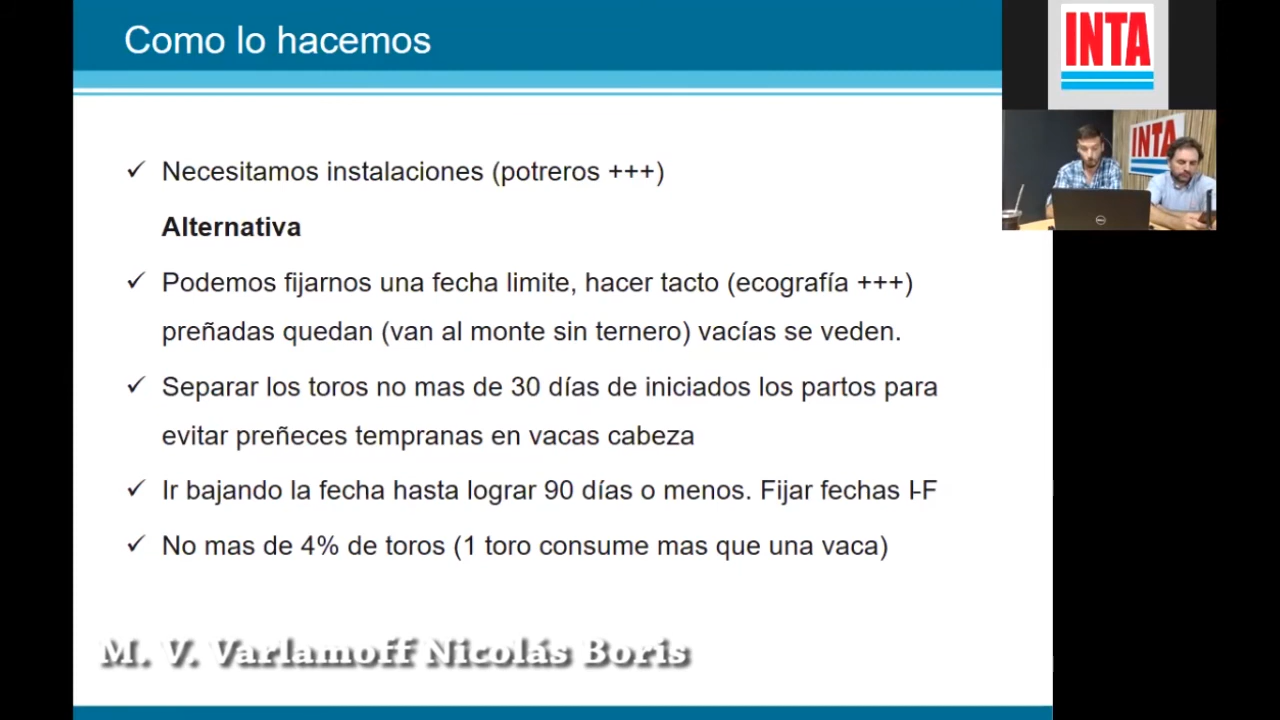 Como lo hacemos
INTA
INTA
Necesitamos instalaciones (potreros +++)
Alternativa
Podemos fijarnos una fecha limite, hacer tacto (ecografía +++)
preñadas quedan (van al monte sin ternero) vacías se veden.
Separar los toros no mas de 30 días de iniciados los partos para
evitar preñeces tempranas en vacas cabeza
Ir bajando la fecha hasta lograr 90 días o menos. Fijar fechas I-F
No mas de 4% de toros (1 toro consume mas que una vaca)
M. V. Varlamoff Nicolás Boris